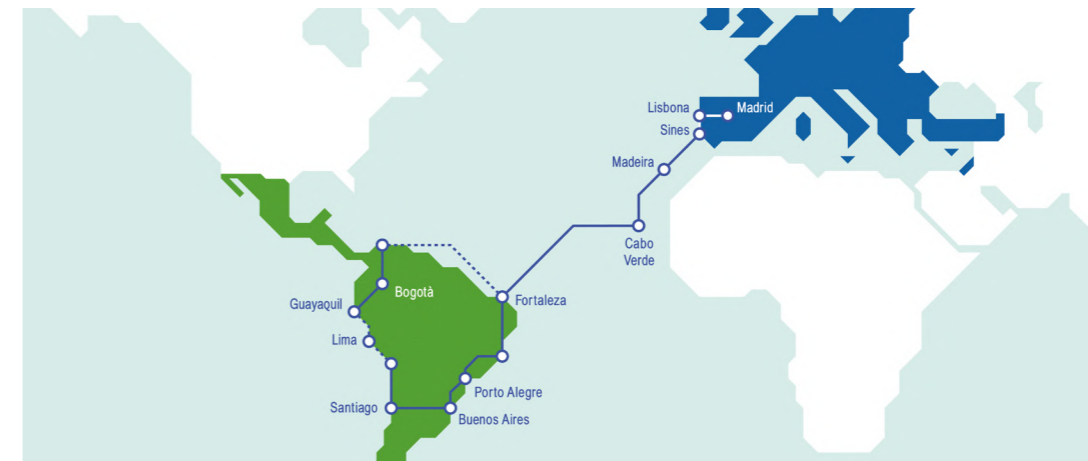 Lisbona
Madrid
Sines
Madeira
Cabo
Verde
Bogotà
Guayaquil
Fortaleza
Lima
Porto Alegre
Santiago
Buenos Aires